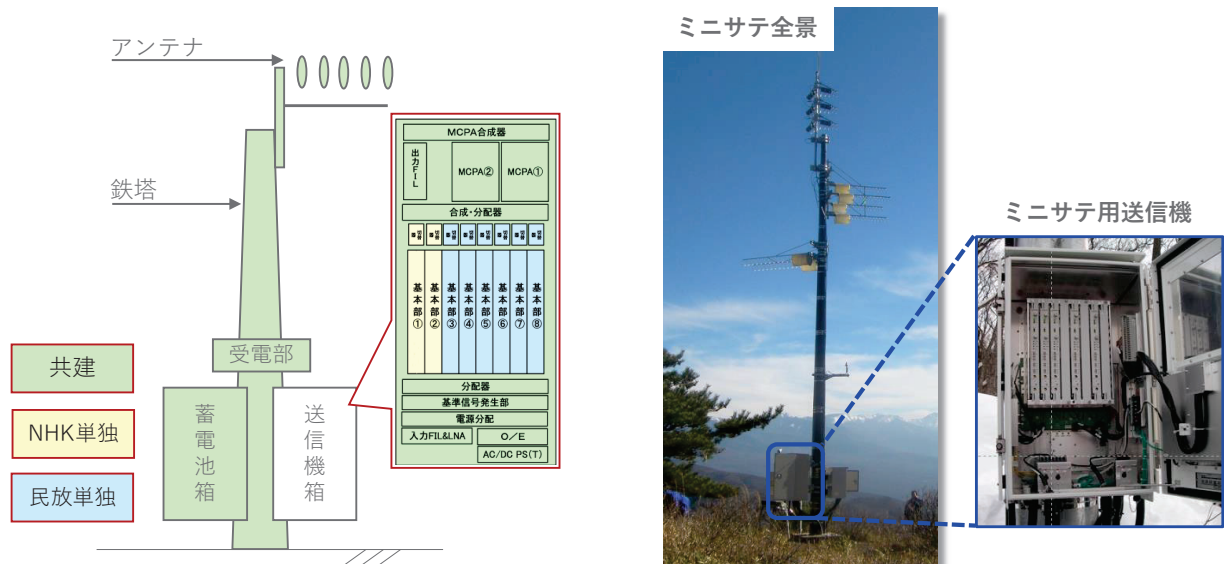 アンテナ
鉄塔
受電部
蓄電池箱
送信機箱
共建
NHK単独
民放単独
MCPA合成器
出力FIL
MCPA②
MCPA①
合成・分配器
基本部①
基本部②
基本部③
基本部④
基本部⑤
基本部⑥
基本部⑦
基本部⑧
分配器
基準信号発生部
電源分配
入力FIL&LNA
O/E
AC/DC PS(T)
ミニサテ全景
ミニサテ用送信機